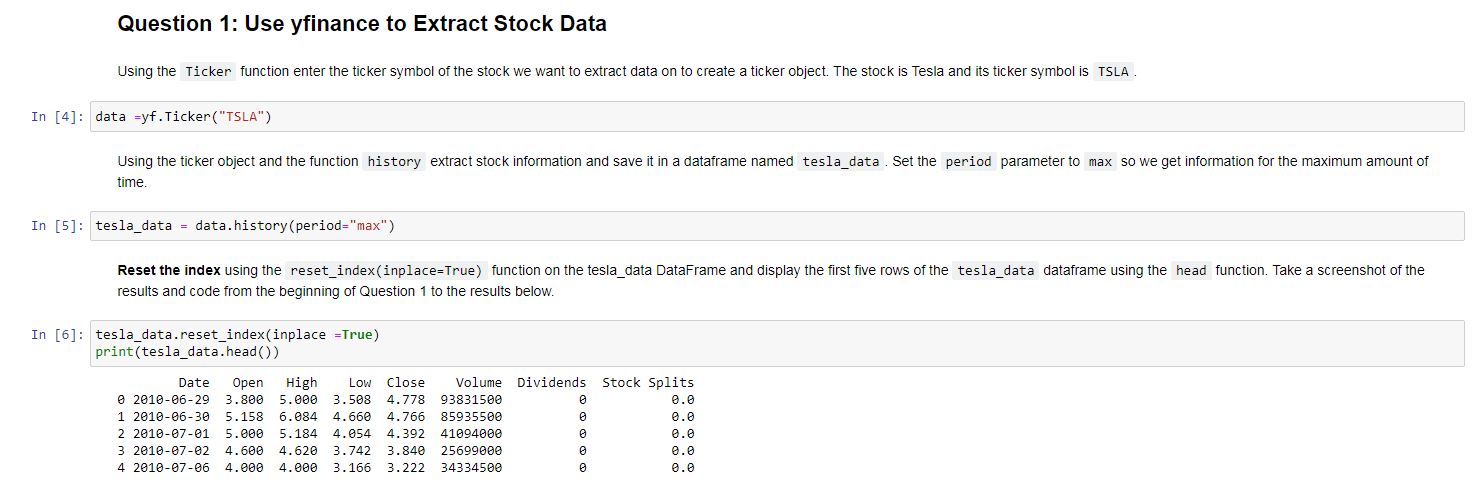 Question 1: Use yfinance to Extract Stock Data
Using the Ticker function enter the ticker symbol of the stock we want to extract data on to create a ticker object. The stock is Tesla and its ticker symbol is TSLA .
In [4]: data =yf.Ticker("TSLA")
Using the ticker object and the function history extract stock information and save it in a dataframe named tesla_data . Set the period parameter to max so we get information for the maximum amount of
time.
In [5]: tesla_data = data.history(period="max")
Reset the index using the reset_index(inplace=True) function on the tesla_data DataFrame and display the first five rows of the tesla_data dataframe using the head function. Take a screenshot of the
results and code from the beginning of Question 1 to the results below.
In [6]: tesla_data.reset_index(inplace =True)
print(tesla_data.head())
Date Open High Low Close Volume Dividends Stock Splits
0 2010-06-29 3.800 5.000 3.508 4.778 93831500 0 0.0
1 2010-06-30 5.158 6.084 4.660 4.766 85935500 0 0.0
2 2010-07-01 5.000 5.184 4.054 4.392 41094000 0 0.0
3 2010-07-02 4.600 4.620 3.742 3.840 25699000 0 0.0
4 2010-07-06 4.000 4.000 3.166 3.222 34334500 0 0.0